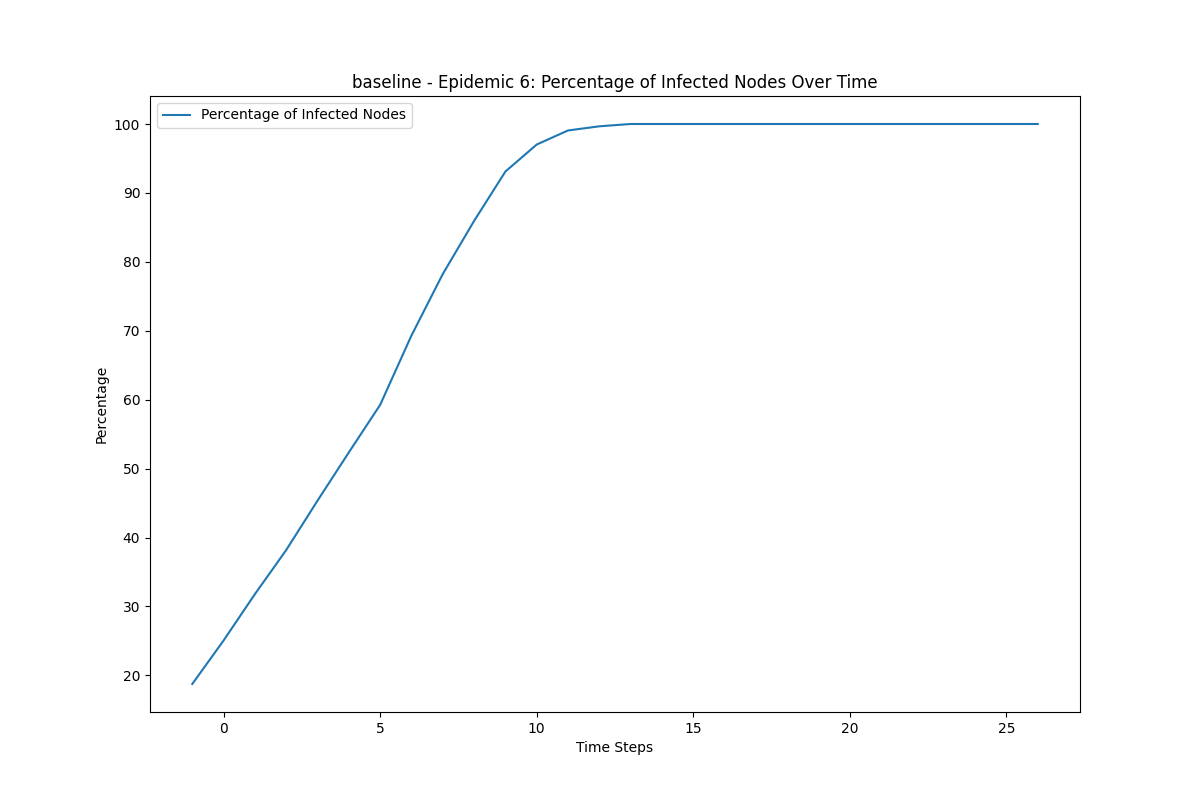 baseline - Epidemic 6: Percentage of Infected Nodes Over Time
Percentage of Infected Nodes
100
90
80
70
60
50
40
30
20
Percentage
0 5 10 15 20 25
Time Steps